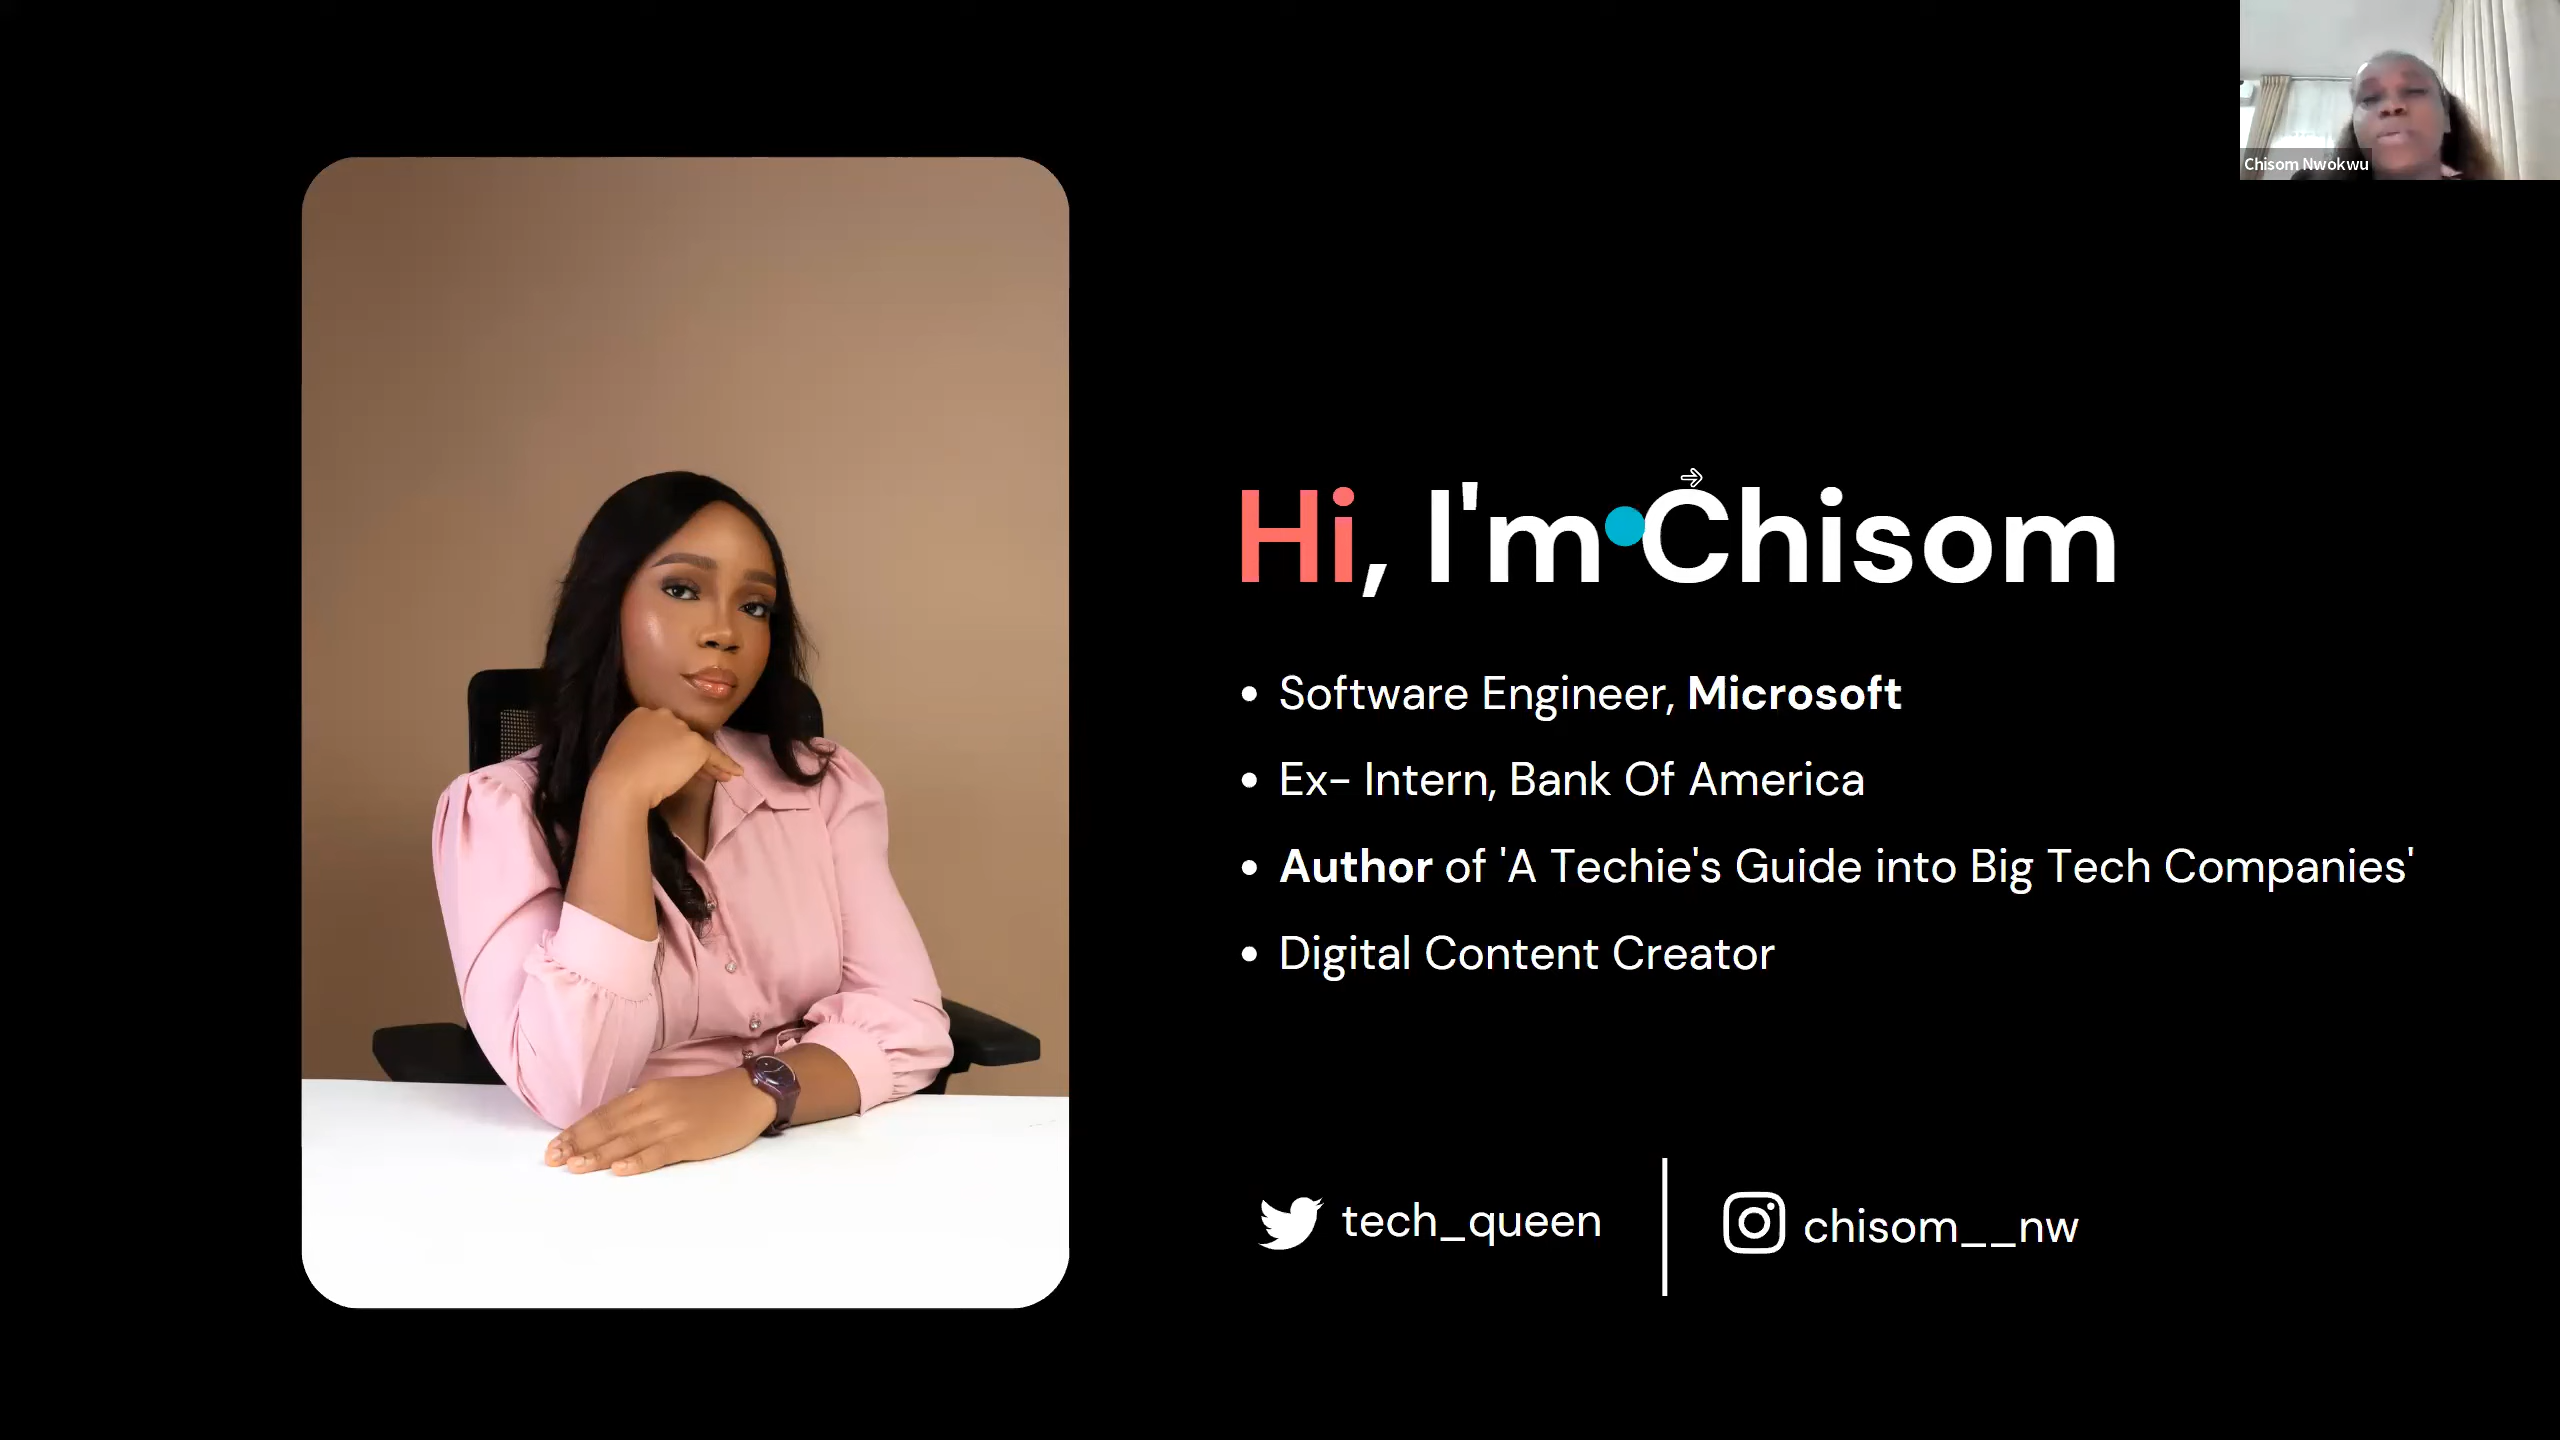 Chisom Nwokwu
Hi, I'm Chisom
• Software Engineer, Microsoft
• Ex- Intern, Bank Of America
• Author of 'A Techie's Guide into Big Tech Companies'
• Digital Content Creator
tech_queen
chisom__nw